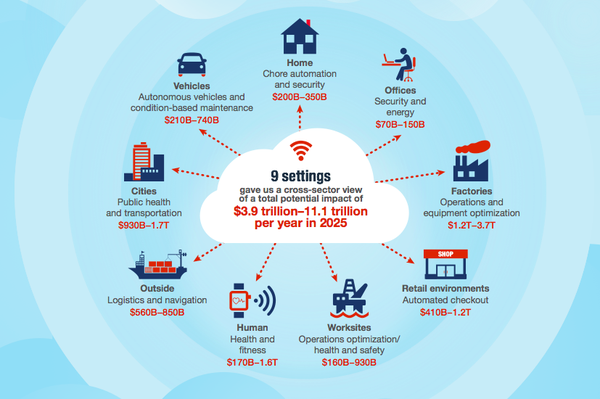 Home
Chore automation
and security
$200B–350B
Offices
Security and
energy
$70B–150B
Factories
Operations and
equipment optimization
$1.2T–3.7T
SHOP
Retail environments
Automated checkout
$410B–1.2T
Worksites
Operations optimization/
health and safety
$160B–930B
Human
Health and
fitness
$170B–1.6T
Outside
Logistics and navigation
$560B–850B
Cities
Public health
and transportation
$930B–1.7T
Vehicles
Autonomous vehicles and
condition-based maintenance
$210B–740B
9 settings
gave us a cross-sector view
of a total potential impact of
$3.9 trillion–11.1 trillion
per year in 2025